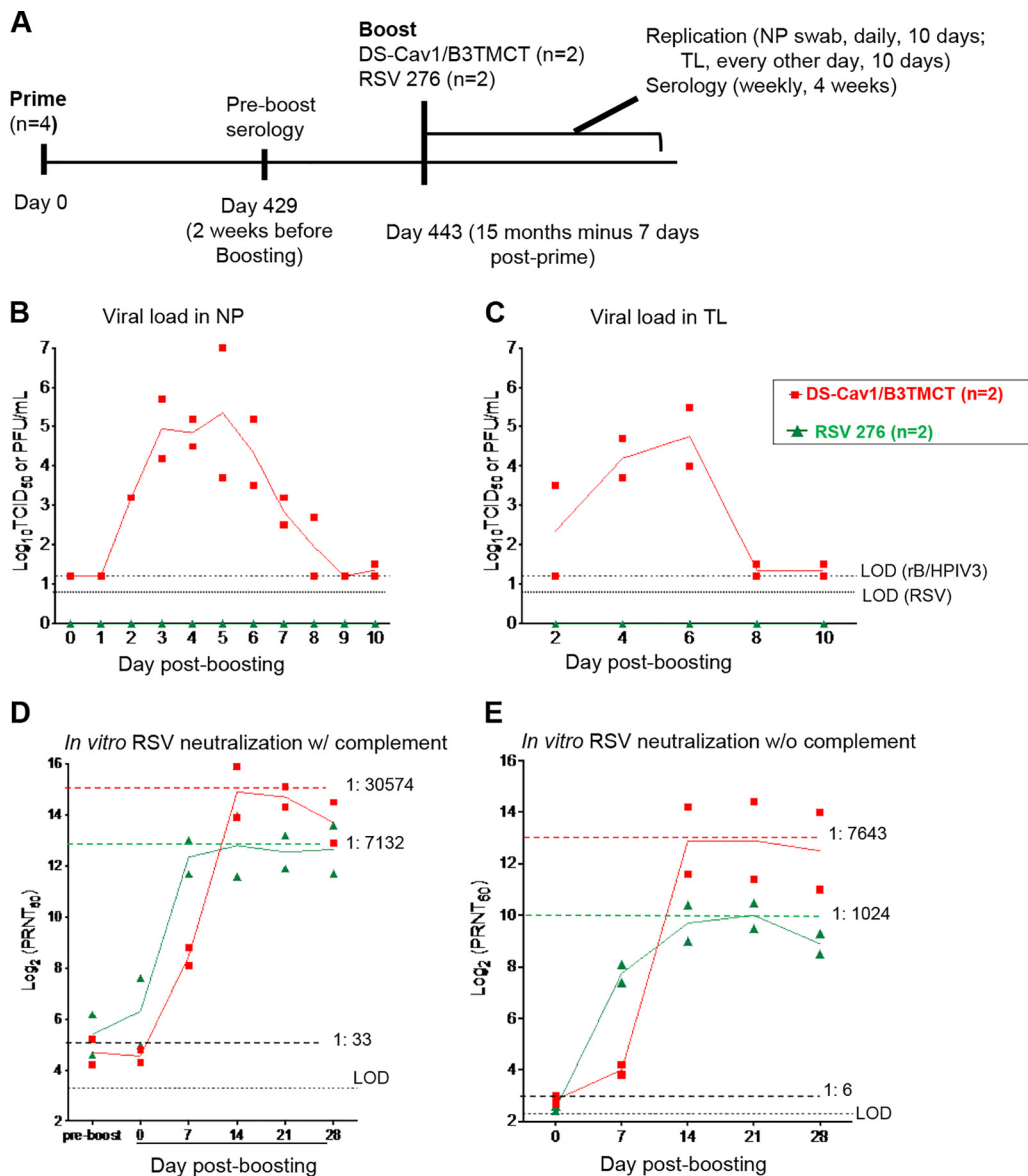 A
Prime
(n=4)
Day 0
Pre-boost
serology
Day 429
(2 weeks before
Boosting)
Boost
DS-Cav1/B3TMCT (n=2)
RSV 276 (n=2)
Day 443 (15 months minus 7 days
post-prime)
Replication (NP swab, daily, 10 days;
TL, every other day, 10 days)
Serology (weekly, 4 weeks)
B
Viral load in NP
Log10TCID50 or PFU/mL
7
6
5
4
3
2
1
0
0 1 2 3 4 5 6 7 8 9 10
Day post-boosting
C
Viral load in TL
Log10TCID50 or PFU/mL
7
6
5
4
3
2
1
0
2 4 6 8 10
Day post-boosting
LOD (rB/HPIV3)
LOD (RSV)
DS-Cav1/B3TMCT (n=2)
RSV 276 (n=2)
D
In vitro RSV neutralization w/ complement
Log2 (PRNT60)
16
14
12
10
8
6
4
2
1: 30574
1: 7132
1: 33
LOD
pre-boost 0 7 14 21 28
Day post-boosting
E
In vitro RSV neutralization w/o complement
Log2 (PRNT60)
16
14
12
10
8
6
4
2
1: 7643
1: 1024
1: 6
LOD
0 7 14 21 28
Day post-boosting